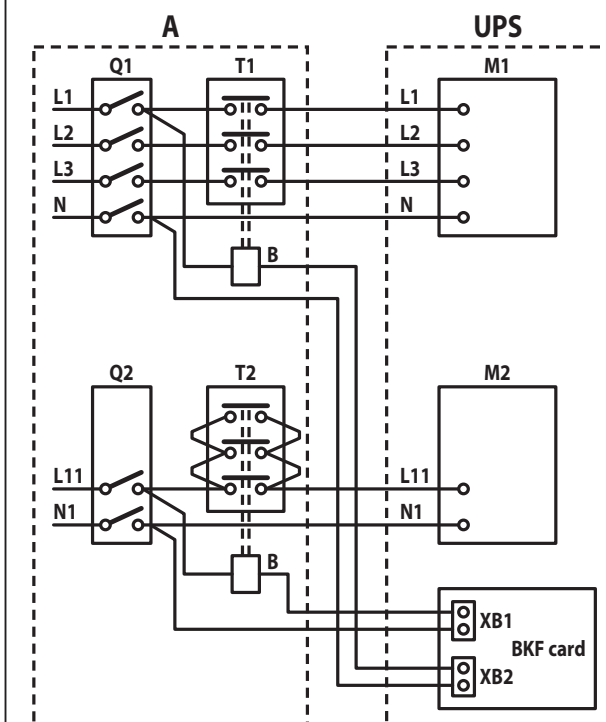 A UPS
Q1 T1 M1
L1 L1
L2 L2
L3 L3
N N
B
Q2 T2 M2
L11 L11
N1 N1
B
XB1
BKF card
XB2